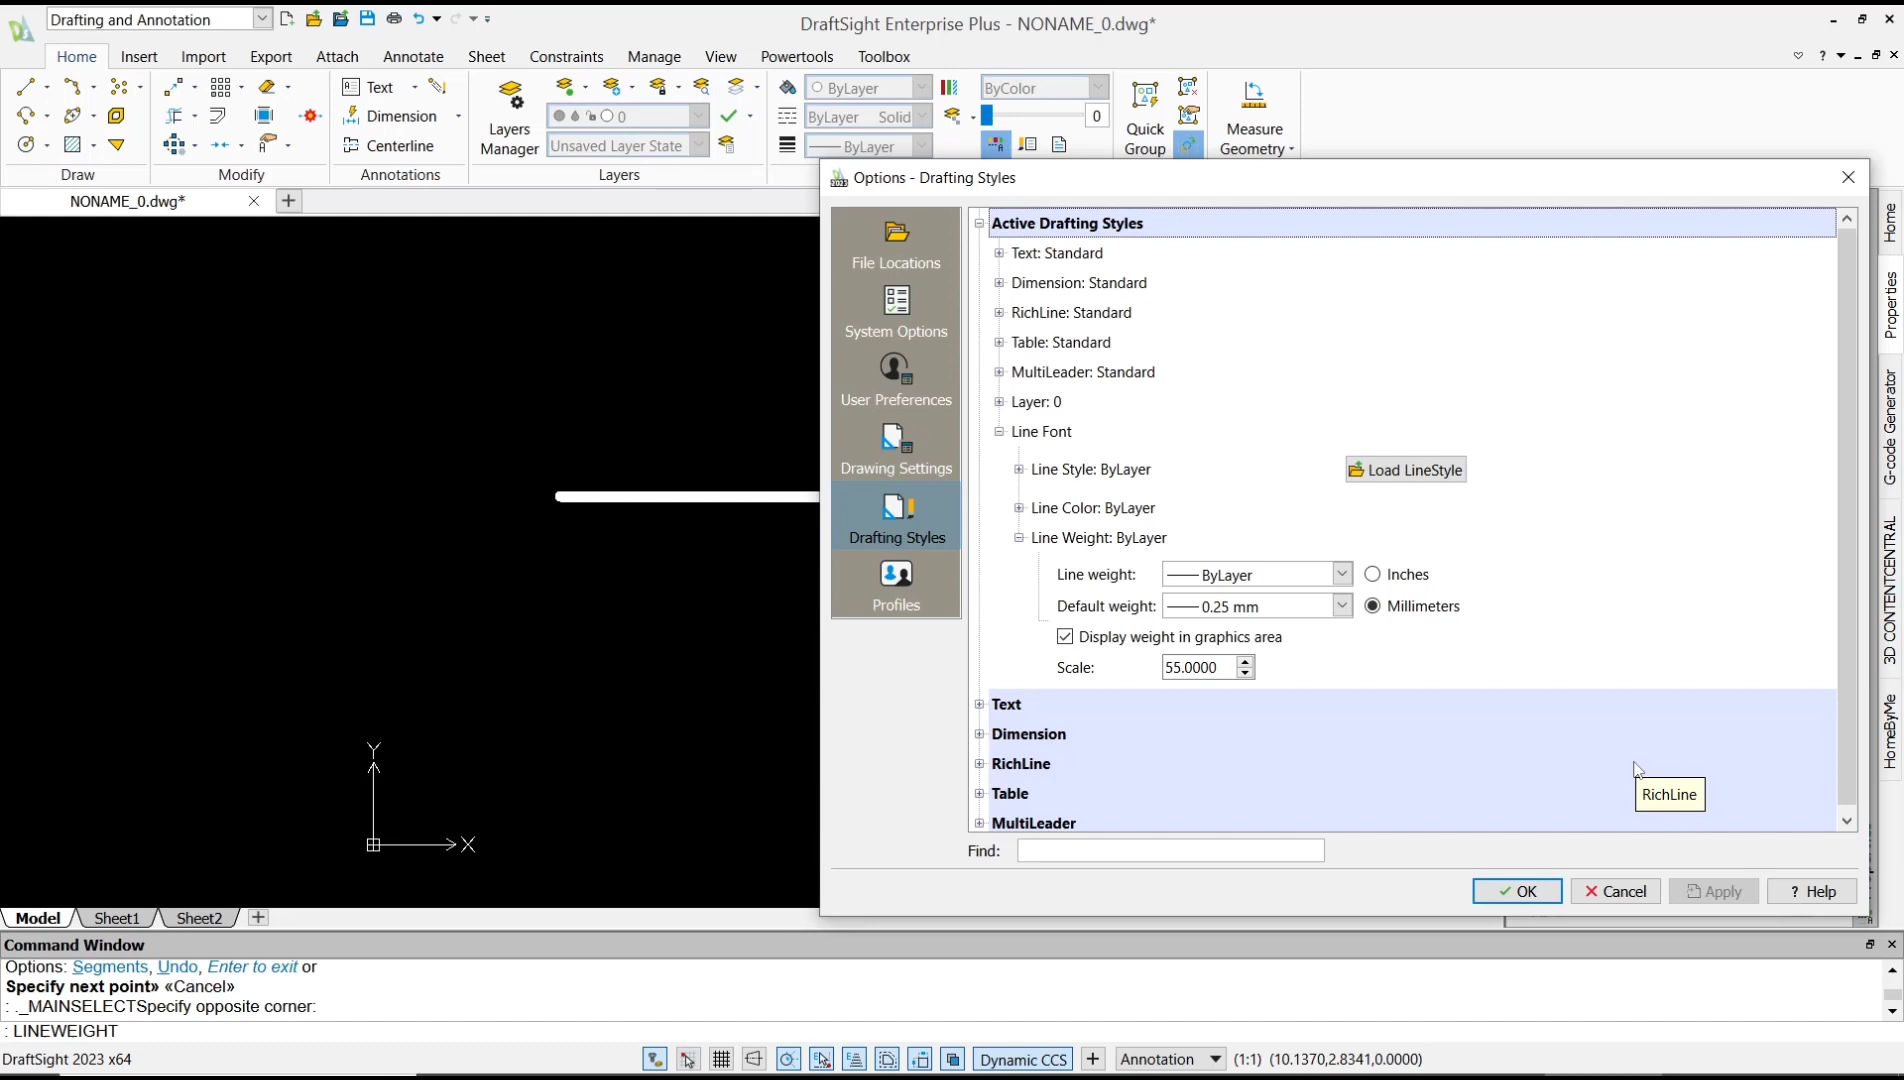 Drafting and Annotation
DraftSight Enterprise Plus - NONAME_0.dwg*
Home Insert Import Export Attach Annotate Sheet Constraints Manage View Powertools Toolbox
?
Text
Dimension
Centerline
Layers
Manager
0
Unsaved Layer State
ByLayer
ByLayer Solid
ByLayer
ByColor
0
Quick
Group
Measure
Geometry
Draw Modify Annotations Layers
NONAME_0.dwg*
2023 Options - Drafting Styles
File Locations
System Options
User Preferences
Drawing Settings
Drafting Styles
Profiles
Active Drafting Styles
Text: Standard
Dimension: Standard
RichLine: Standard
Table: Standard
MultiLeader: Standard
Layer: 0
Line Font
Line Style: ByLayer Load LineStyle
Line Color: ByLayer
Line Weight: ByLayer
Line weight: ByLayer Inches
Default weight: 0.25 mm Millimeters
Display weight in graphics area
Scale: 55.0000
Text
Dimension
RichLine
Table
RichLine
MultiLeader
Find:
OK Cancel Apply ? Help
Home
Properties
G-code Generator
3D CONTENTCENTRAL
HomeByMe
Y
X
Model Sheet1 Sheet2
Command Window
Options: Segments, Undo, Enter to exit or
Specify next point» «Cancel»
: ._MAINSELECTSpecify opposite corner:
: LINEWEIGHT
DraftSight 2023 x64
Dynamic CCS
Annotation
(1:1) (10.1370,2.8341,0.0000)